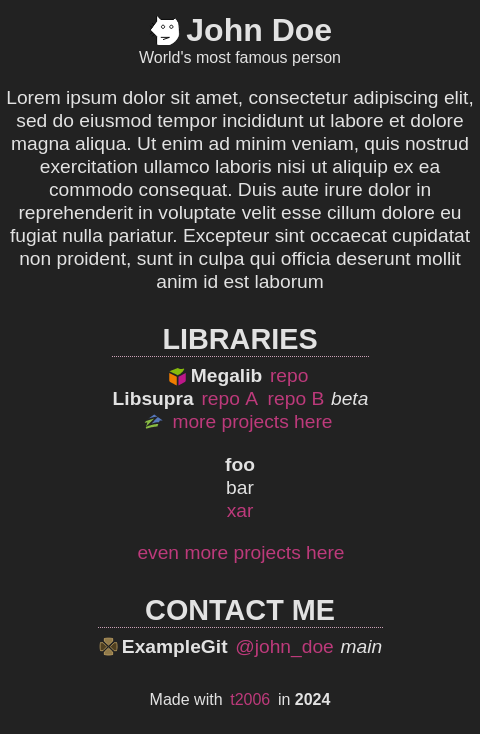 John Doe
World's most famous person
Lorem ipsum dolor sit amet, consectetur adipiscing elit,
sed do eiusmod tempor incididunt ut labore et dolore
magna aliqua. Ut enim ad minim veniam, quis nostrud
exercitation ullamco laboris nisi ut aliquip ex ea
commodo consequat. Duis aute irure dolor in
reprehenderit in voluptate velit esse cillum dolore eu
fugiat nulla pariatur. Excepteur sint occaecat cupidatat
non proident, sunt in culpa qui officia deserunt mollit
anim id est laborum
LIBRARIES
Megalib repo
Libsupra repo A repo B beta
more projects here
foo
bar
xar
even more projects here
CONTACT ME
ExampleGit @john_doe main
Made with t2006 in 2024